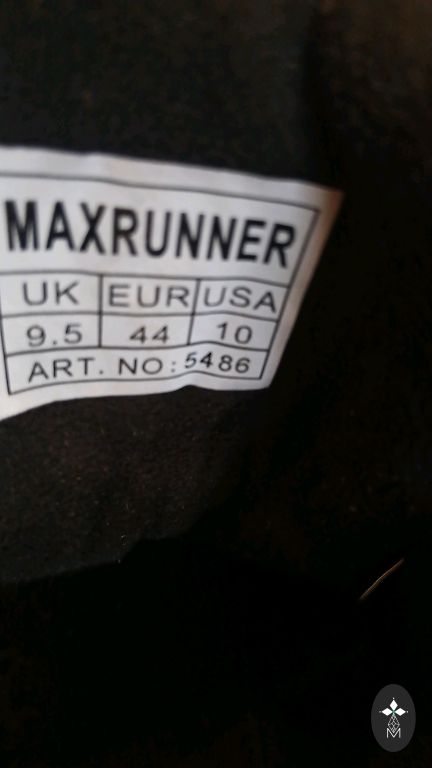 MAXRUNNER
UK EUR USA
9.5 44 10
ART. NO: 5486
M